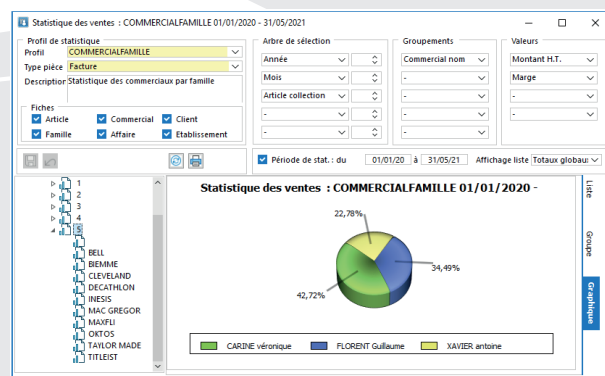 Statistique des ventes : COMMERCIALFAMILLE 01/01/2020 - 31/05/2021
Profil de statistique
Profil COMMERCIALFAMILLE
Type pièce Facture
Description Statistique des commerciaux par famille
Fiches
Article Commercial Client
Famille Affaire Etablissement
Arbre de sélection
Année
Mois
Article collection
-
-
Groupements
Commercial nom
-
-
-
-
Valeurs
Montant H.T.
Marge
-
-
Période de stat. : du 01/01/20 à 31/05/21 Affichage liste Totaux globau
1
2
3
4
5
BELL
BIEMME
CLEVELAND
DECATHLON
INESIS
MAC GREGOR
MAXFLI
OKTOS
TAYLOR MADE
TITLEIST
Statistique des ventes : COMMERCIALFAMILLE 01/01/2020 -
22,78%
34,49%
42,72%
CARINE véronique FLORENT Guillaume XAVIER antoine
Liste
Groupe
Graphique